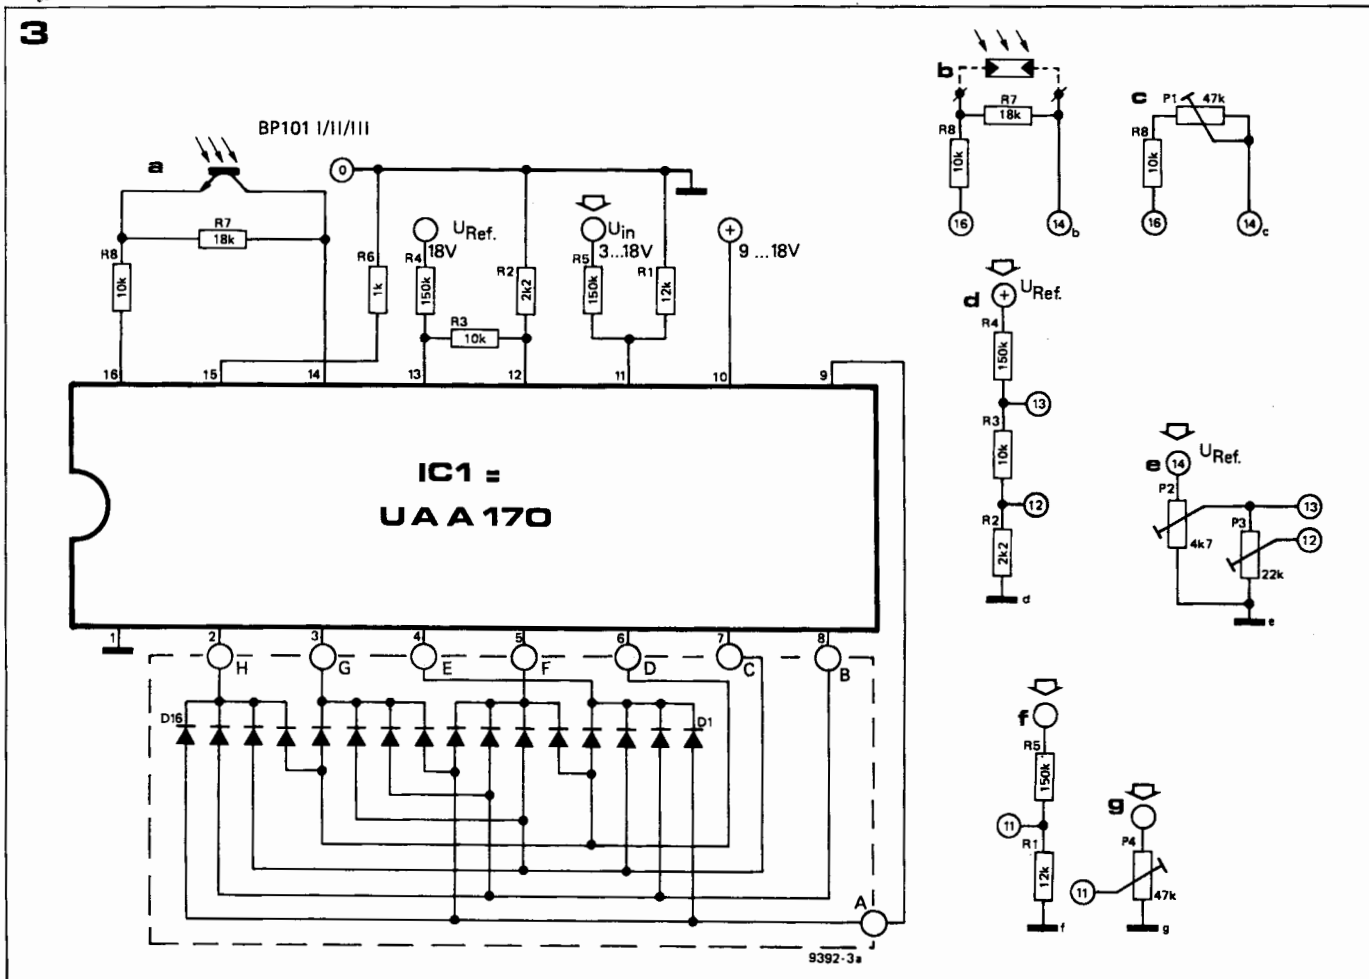 3
a
BP101 I/II/III
0
R7
18k
R8
10k
R6
1k
URef.
18V
R4
150k
R3
10k
R2
2k2
Uin
3...18V
R5
150k
R1
12k
+
9...18V
16
15
14
13
12
11
10
9
IC1 =
UAA170
1
2
3
4
5
6
7
8
H
G
E
F
D
C
B
D16
D1
A
9392-3a
b
R7
18k
R8
10k
16
14
b
c
P1
47k
R8
10k
16
14
c
d
+
URef.
R4
150k
13
R3
10k
12
R2
2k2
d
e
14
URef.
P2
4k7
13
P3
12
22k
e
f
R5
150k
11
R1
12k
f
g
P4
11
47k
g